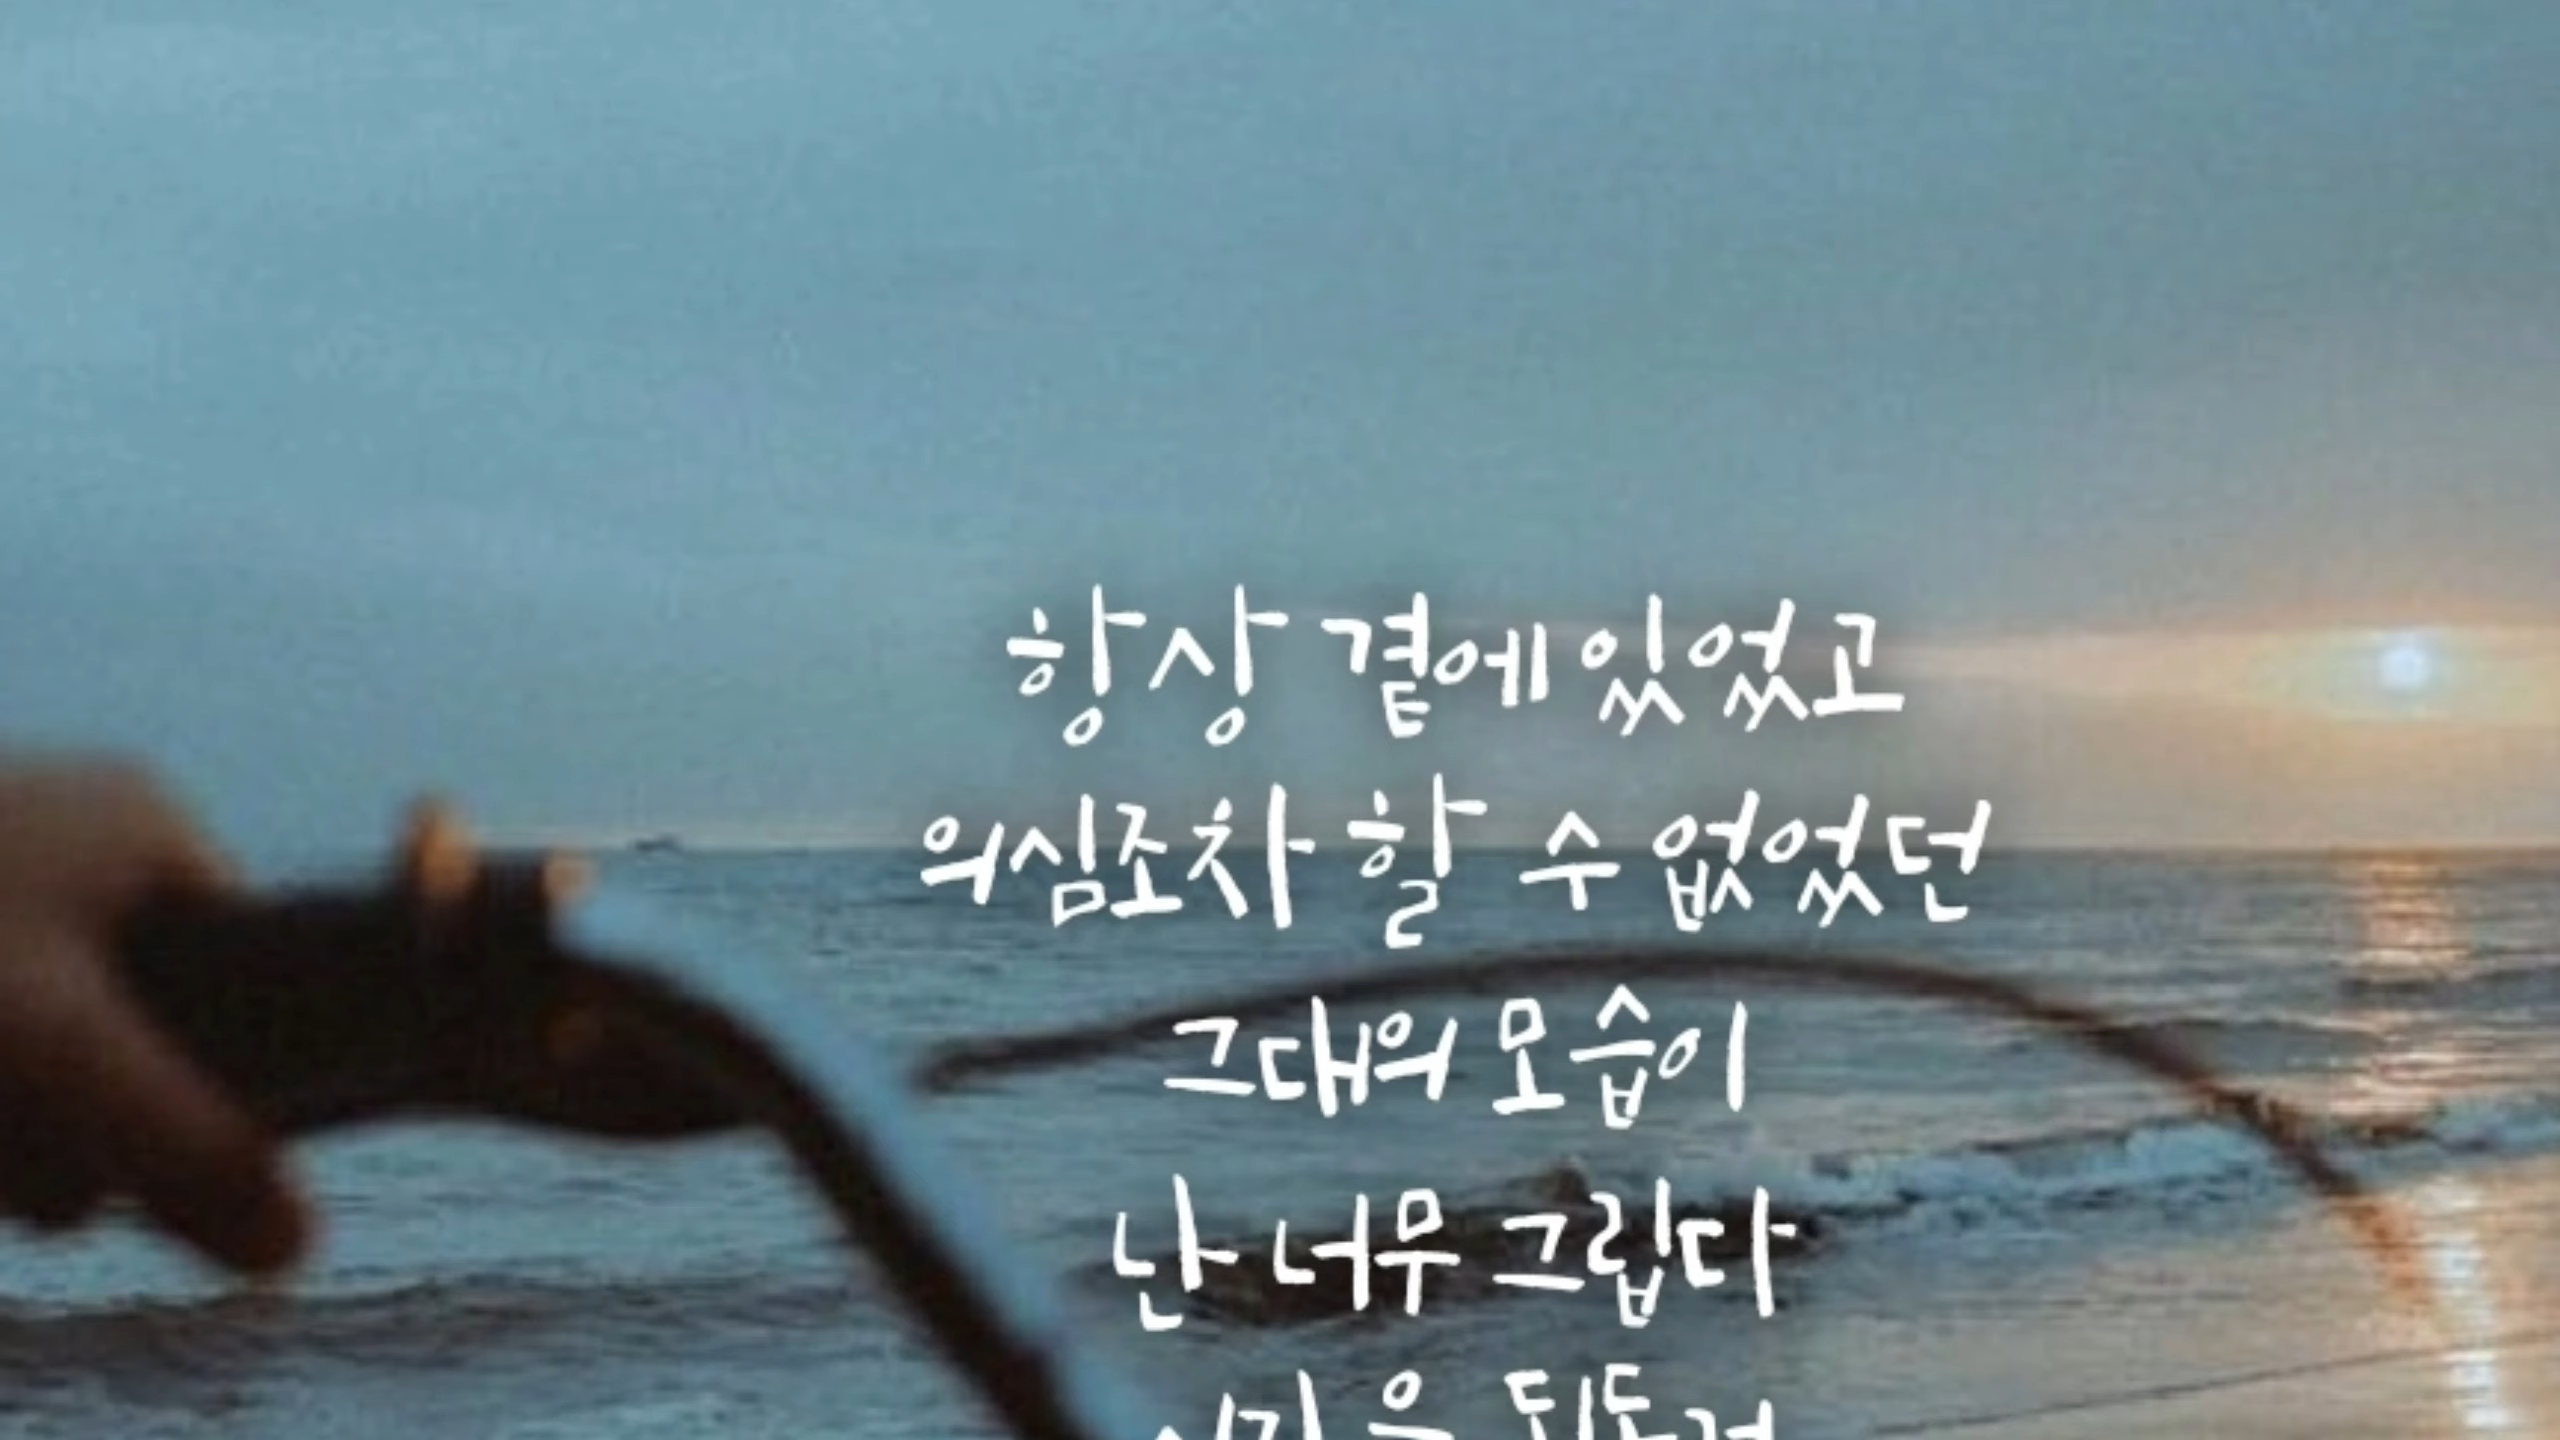 항상 곁에 있었고
의심조차 할 수 없었던
그대의 모습이
난 너무 그립다